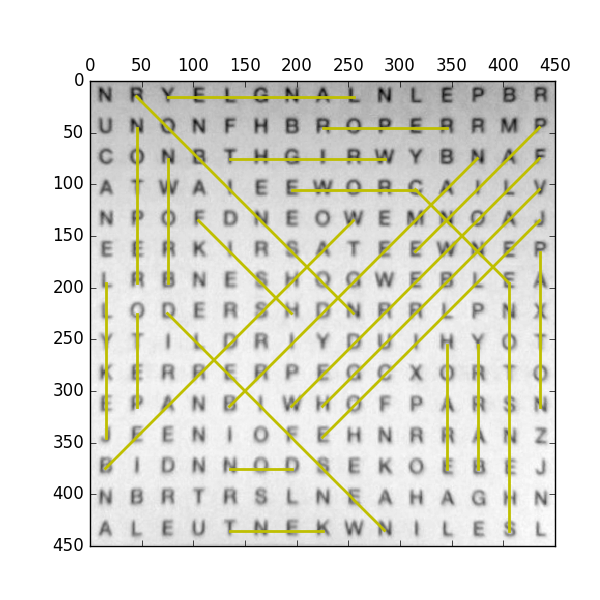 0 50 100 150 200 250 300 350 400 450
0 50 100 150 200 250 300 350 400 450
N R Y E L G N A L N L E P B R
U N O N F H B R O P E R R M R
C O N B T H G I R W Y B N A F
A T W A I E E W O R C A I L V
N P O F D N E O W E M N O A J
E E R K I R S A T E E W N E P
L R B N E S H O O W E B L E A
L O D E R S H D N R R L P N X
Y T I L D R I Y D U I H Y O T
K E R R E R P E G C X O R T O
E P A N B I W H O F P A R S N
J E E N I O F E H N R R A N Z
B I D N N O D S E K O E B E J
N B R T R S L N E A H A G H N
A L E U T N E K W N I L E S L